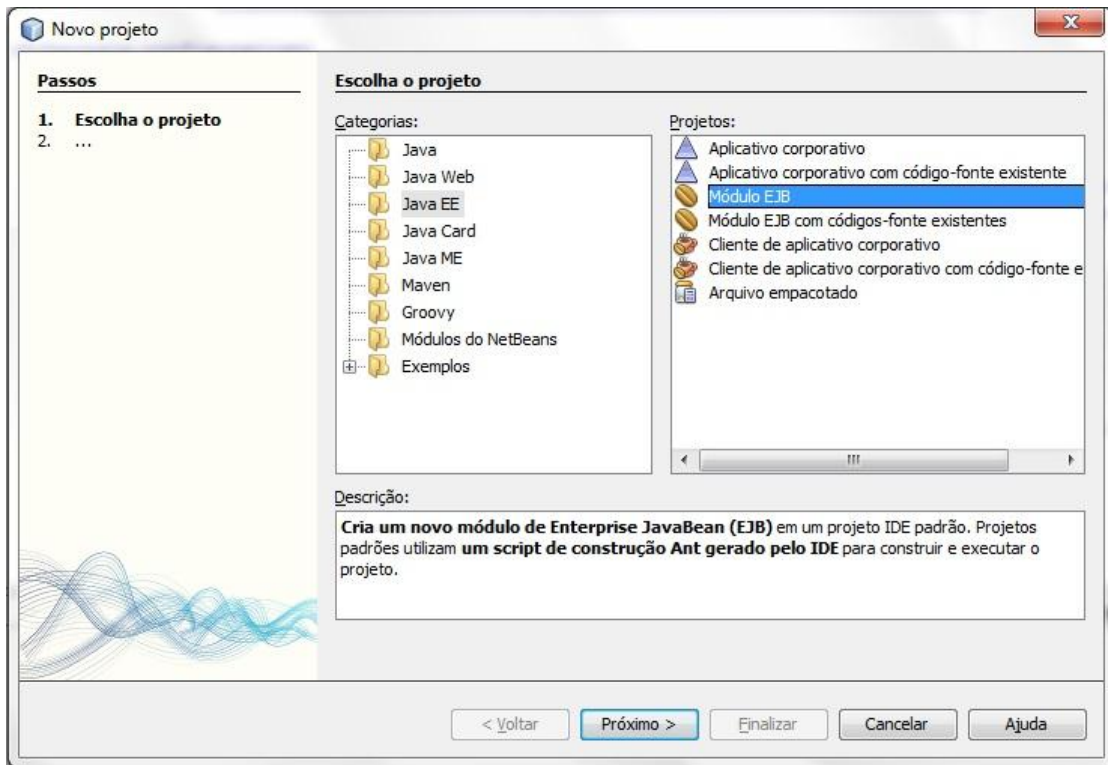 Novo projeto
Passos
1. Escolha o projeto
2. ...
Escolha o projeto
Categorias:
Java
Java Web
Java EE
Java Card
Java ME
Maven
Groovy
Módulos do NetBeans
Exemplos
Projetos:
Aplicativo corporativo
Aplicativo corporativo com código-fonte existente
Módulo EJB
Módulo EJB com códigos-fonte existentes
Cliente de aplicativo corporativo
Cliente de aplicativo corporativo com código-fonte e
Arquivo empacotado
Descrição:
Cria um novo módulo de Enterprise JavaBean (EJB) em um projeto IDE padrão. Projetos
padrões utilizam um script de construção Ant gerado pelo IDE para construir e executar o
projeto.
< Voltar
Próximo >
Finalizar
Cancelar
Ajuda